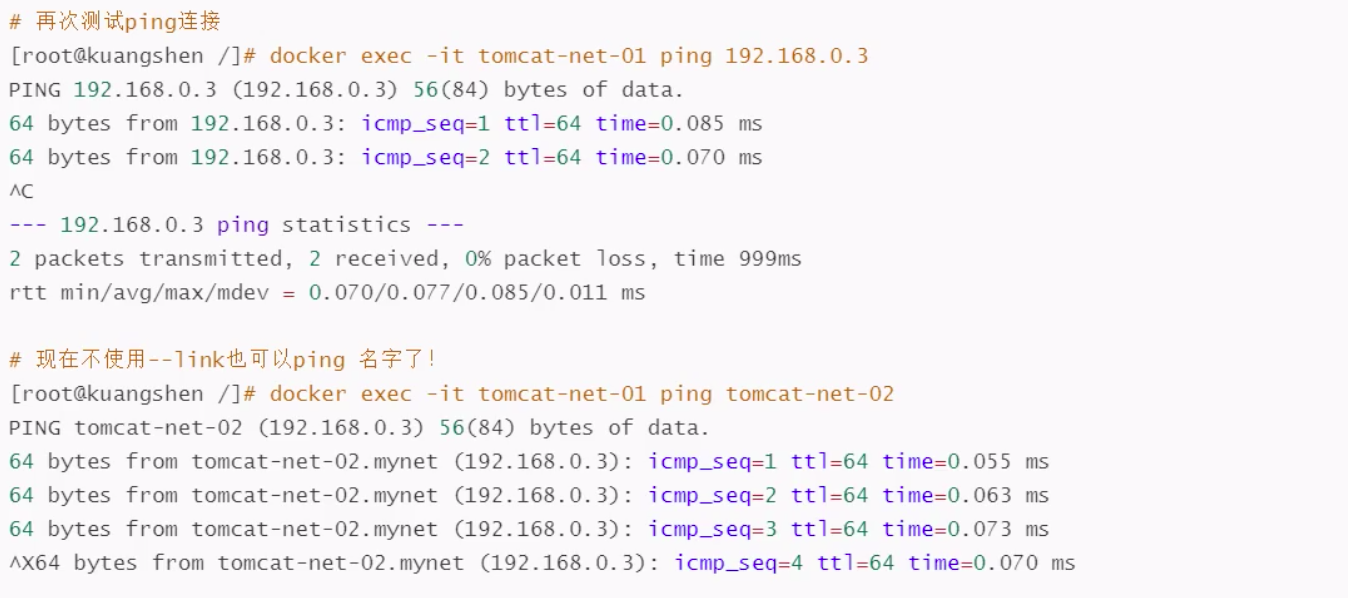 # 再次测试ping连接
[root@kuangshen /]# docker exec -it tomcat-net-01 ping 192.168.0.3
PING 192.168.0.3 (192.168.0.3) 56(84) bytes of data.
64 bytes from 192.168.0.3: icmp_seq=1 ttl=64 time=0.085 ms
64 bytes from 192.168.0.3: icmp_seq=2 ttl=64 time=0.070 ms
^C
--- 192.168.0.3 ping statistics ---
2 packets transmitted, 2 received, 0% packet loss, time 999ms
rtt min/avg/max/mdev = 0.070/0.077/0.085/0.011 ms
# 现在不使用--link也可以ping 名字了！
[root@kuangshen /]# docker exec -it tomcat-net-01 ping tomcat-net-02
PING tomcat-net-02 (192.168.0.3) 56(84) bytes of data.
64 bytes from tomcat-net-02.mynet (192.168.0.3): icmp_seq=1 ttl=64 time=0.055 ms
64 bytes from tomcat-net-02.mynet (192.168.0.3): icmp_seq=2 ttl=64 time=0.063 ms
64 bytes from tomcat-net-02.mynet (192.168.0.3): icmp_seq=3 ttl=64 time=0.073 ms
^X64 bytes from tomcat-net-02.mynet (192.168.0.3): icmp_seq=4 ttl=64 time=0.070 ms